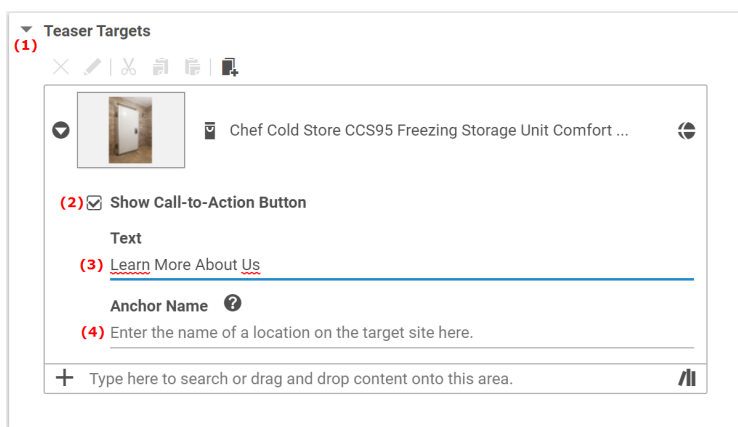 Teaser Targets
(1)
Chef Cold Store CCS95 Freezing Storage Unit Comfort ...
(2) Show Call-to-Action Button
Text
(3) Learn More About Us
Anchor Name ?
(4) Enter the name of a location on the target site here.
+ Type here to search or drag and drop content onto this area.